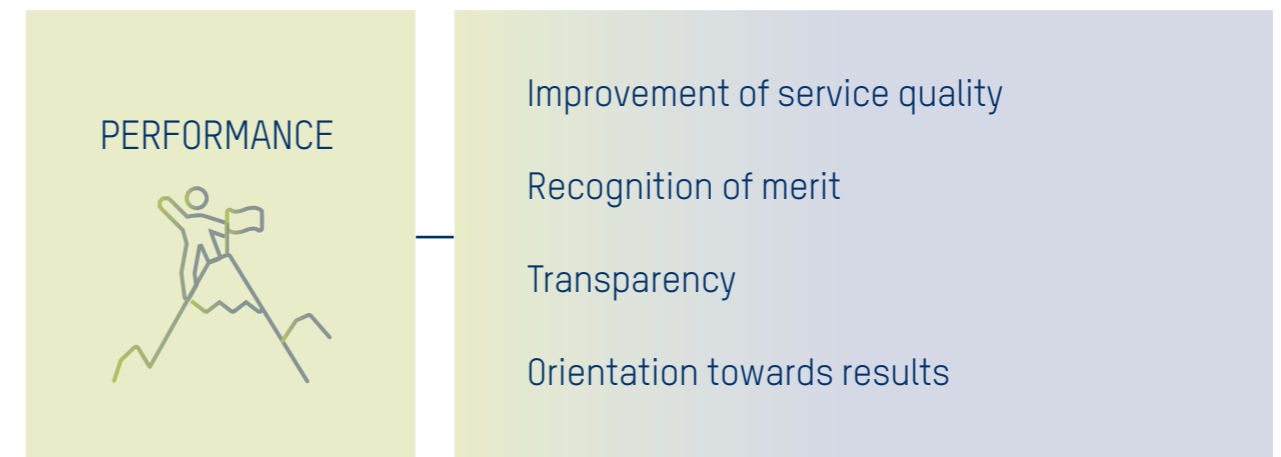 PERFORMANCE
Improvement of service quality
Recognition of merit
Transparency
Orientation towards results